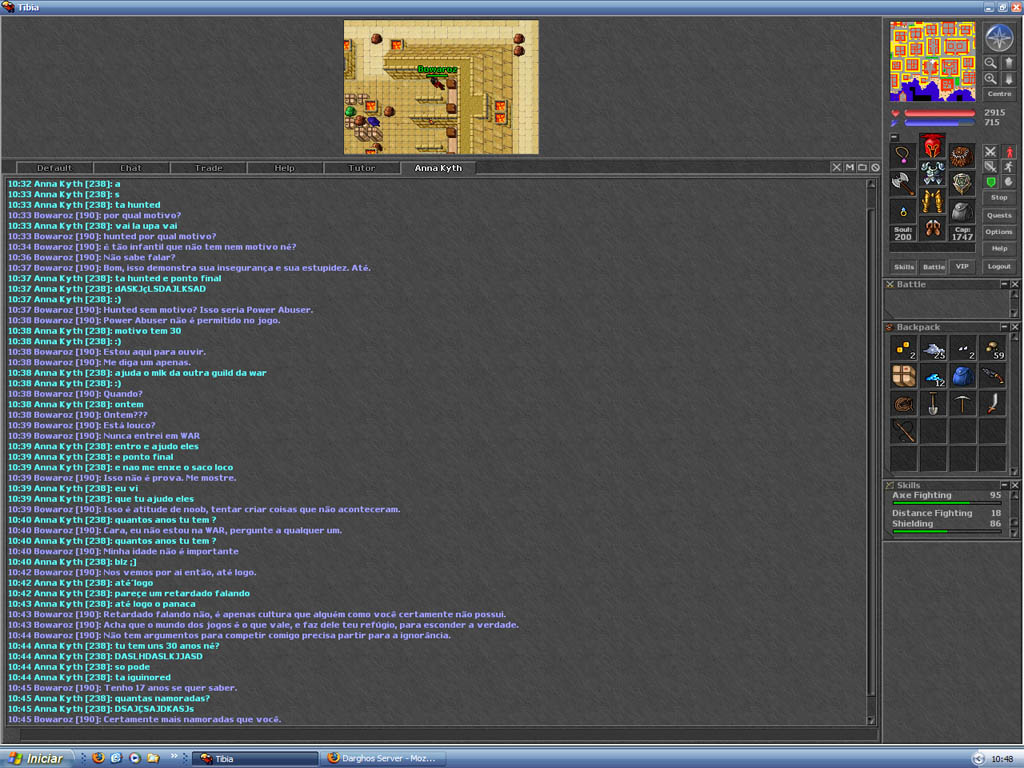 Tibia
Bowaroz
Centre
2915
715
Default Chat Trade Help Tutor Anna Kyth
10:32 Anna Kyth [238]: a
10:33 Anna Kyth [238]: s
10:33 Anna Kyth [238]: ta hunted
10:33 Bowaroz [190]: por qual motivo?
10:33 Anna Kyth [238]: vai la upa vai
10:33 Bowaroz [190]: hunted por qual motivo?
10:34 Bowaroz [190]: é tão infantil que não tem nem motivo né?
10:36 Bowaroz [190]: Não sabe falar?
10:37 Bowaroz [190]: Bom, isso demonstra sua insegurança e sua estupidez. Até.
10:37 Anna Kyth [238]: ta hunted e ponto final
10:37 Anna Kyth [238]: dASKJçLSDAJLKSAD
10:37 Anna Kyth [238]: :)
10:37 Bowaroz [190]: Hunted sem motivo? Isso seria Power Abuser.
10:38 Bowaroz [190]: Power Abuser não é permitido no jogo.
10:38 Anna Kyth [238]: motivo tem 30
10:38 Anna Kyth [238]: :)
10:38 Bowaroz [190]: Estou aqui para ouvir.
10:38 Bowaroz [190]: Me diga um apenas.
10:38 Anna Kyth [238]: ajuda o mlk da outra guild da war
10:38 Anna Kyth [238]: :)
10:38 Bowaroz [190]: Quando?
10:38 Anna Kyth [238]: ontem
10:38 Bowaroz [190]: Ontem???
10:39 Bowaroz [190]: Está louco?
10:39 Bowaroz [190]: Nunca entrei em WAR
10:39 Anna Kyth [238]: entro e ajudo eles
10:39 Anna Kyth [238]: e ponto final
10:39 Anna Kyth [238]: e nao me enxe o saco loco
10:39 Bowaroz [190]: Isso não é prova. Me mostre.
10:39 Anna Kyth [238]: eu vi
10:39 Anna Kyth [238]: que tu ajudo eles
10:39 Bowaroz [190]: Isso é atitude de noob, tentar criar coisas que não aconteceram.
10:40 Anna Kyth [238]: quantos anos tu tem ?
10:40 Bowaroz [190]: Cara, eu não estou na WAR, pergunte a qualquer um.
10:40 Anna Kyth [238]: quantos anos tu tem ?
10:40 Bowaroz [190]: Minha idade não é importante
10:40 Anna Kyth [238]: blz ;]
10:42 Bowaroz [190]: Nos vemos por ai então, até logo.
10:42 Anna Kyth [238]: até´logo
10:42 Anna Kyth [238]: pareçe um retardado falando
10:43 Anna Kyth [238]: até logo o panaca
10:43 Bowaroz [190]: Retardado falando não, é apenas cultura que alguém como você certamente não possui.
10:43 Bowaroz [190]: Acha que o mundo dos jogos é o que vale, e faz dele teu refúgio, para esconder a verdade.
10:44 Bowaroz [190]: Não tem argumentos para competir comigo precisa partir para a ignorância.
10:44 Anna Kyth [238]: tu tem uns 30 anos né?
10:44 Anna Kyth [238]: DASLHDASLKJJASD
10:44 Anna Kyth [238]: so pode
10:44 Anna Kyth [238]: ta iguinored
10:45 Bowaroz [190]: Tenho 17 anos se quer saber.
10:45 Anna Kyth [238]: quantas namoradas?
10:45 Anna Kyth [238]: DSAJÇSAJDKASJs
10:45 Bowaroz [190]: Certamente mais namoradas que você.
Stop
Quests
Options
Help
Soul: 200
Cap: 1747
Skills Battle VIP Logout
Battle
Backpack
2 25 2 59
12
Skills
Axe Fighting 95
Distance Fighting 18
Shielding 86
Iniciar
»
Tibia
Darghos Server - Moz...
10:48